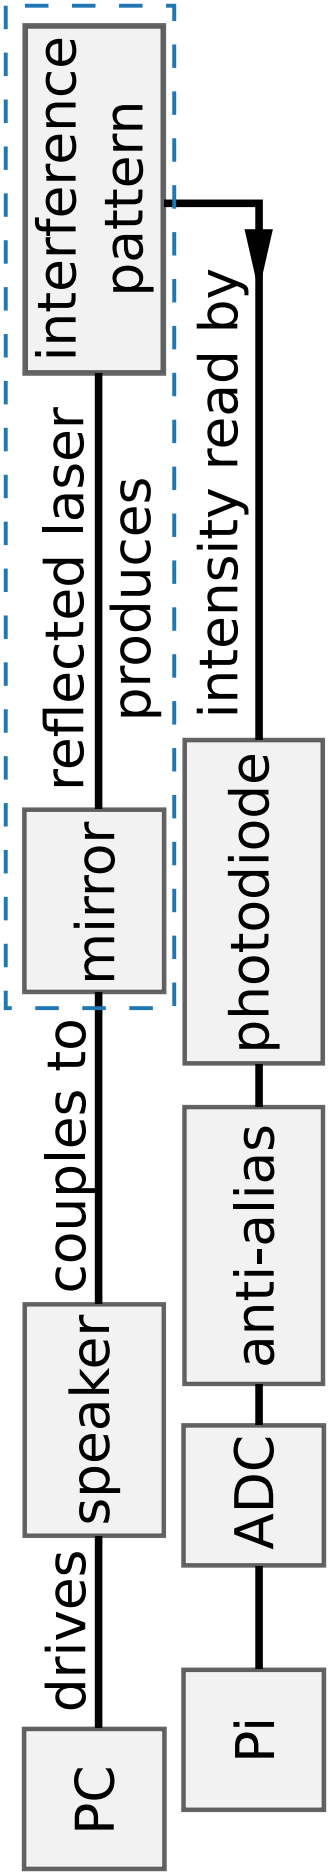 PC
drives
speaker
couples to
mirror
reflected laser
produces
interference
pattern
intensity read by
photodiode
anti-alias
ADC
Pi